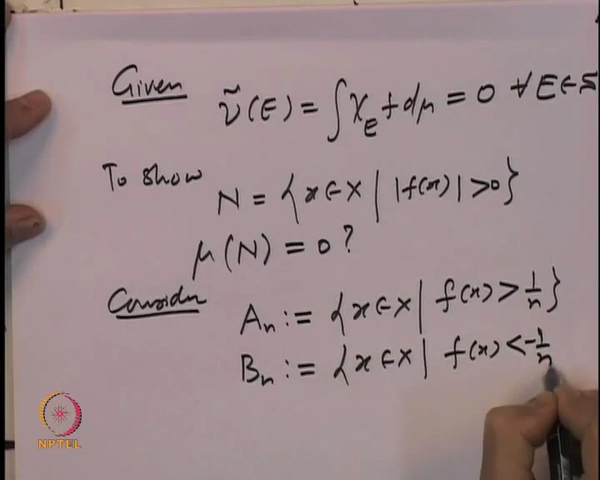 Given
ν̃(E) = ∫ χ_E f dμ = 0 ∀ E ∈ S
To show
N = { x ∈ X | |f(x)| > 0 }
μ(N) = 0 ?
Consider
A_n := { x ∈ X | f(x) > 1/n }
B_n := { x ∈ X | f(x) < -1/n
NPTEL